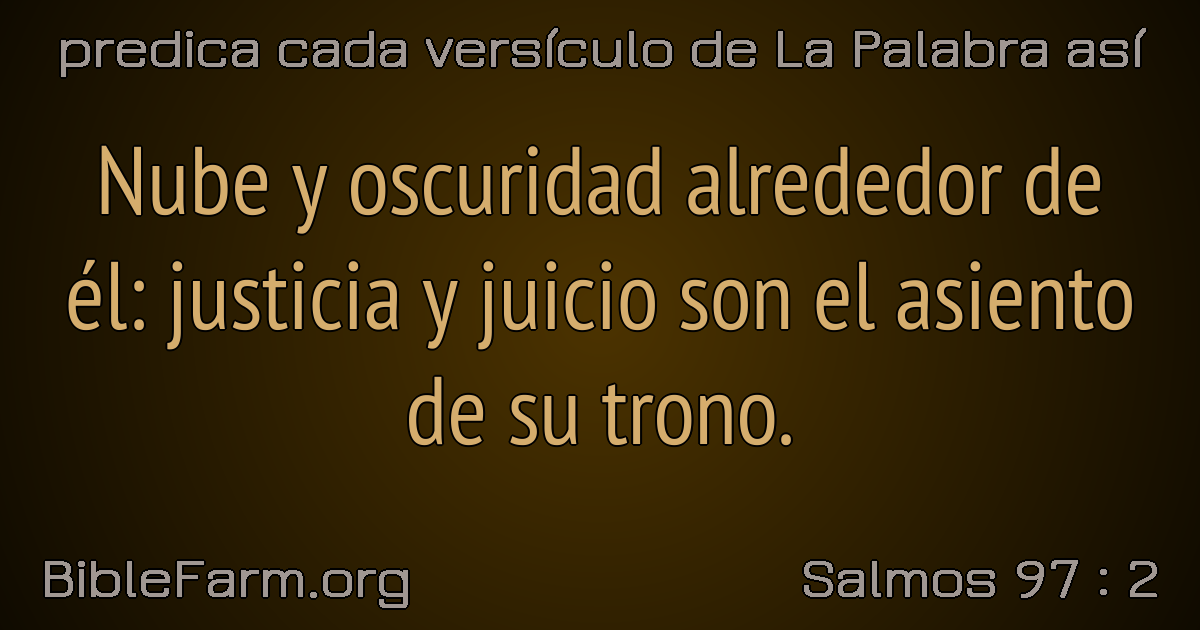 predica cada versículo de La Palabra así
Nube y oscuridad alrededor de
él: justicia y juicio son el asiento
de su trono.
BibleFarm.org
Salmos 97 : 2